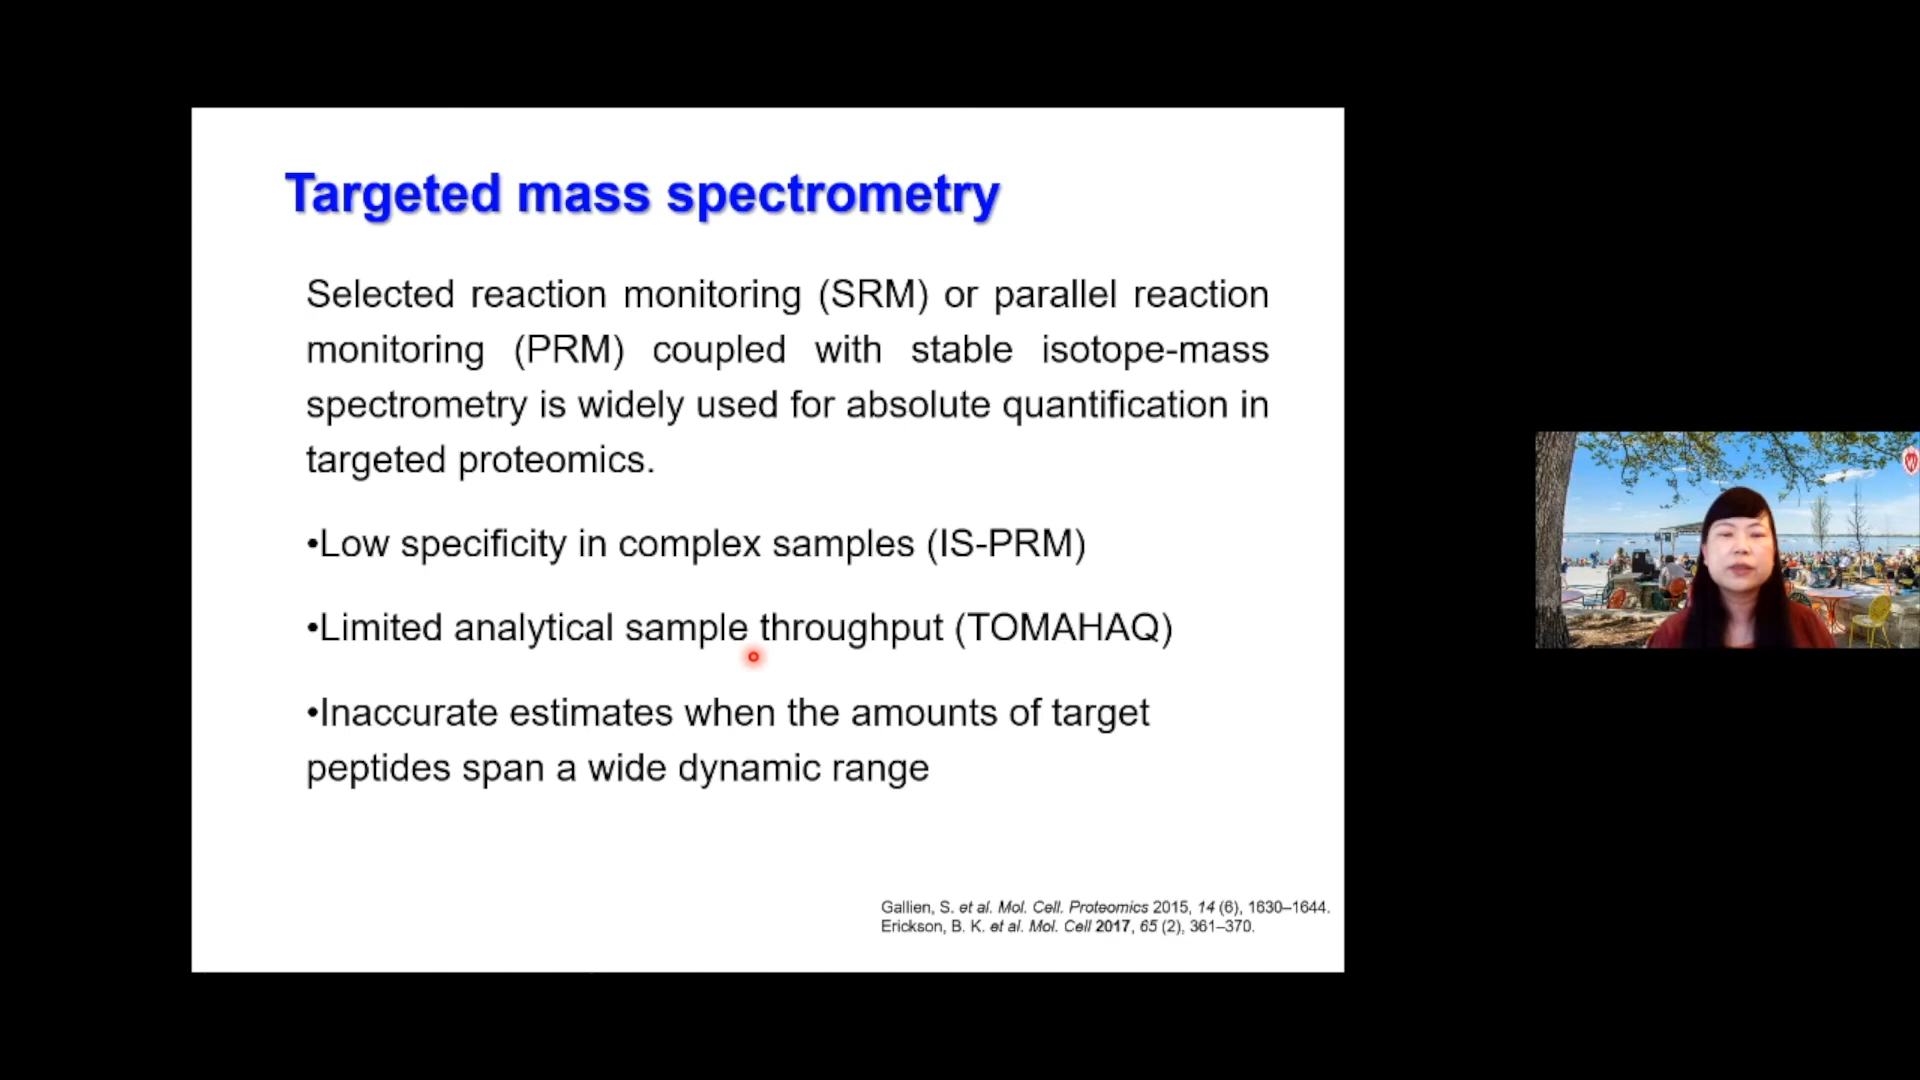 Targeted mass spectrometry
Selected reaction monitoring (SRM) or parallel reaction
monitoring (PRM) coupled with stable isotope-mass
spectrometry is widely used for absolute quantification in
targeted proteomics.
•Low specificity in complex samples (IS-PRM)
•Limited analytical sample throughput (TOMAHAQ)
•Inaccurate estimates when the amounts of target
peptides span a wide dynamic range
Gallien, S. et al. Mol. Cell. Proteomics 2015, 14 (6), 1630–1644.
Erickson, B. K. et al. Mol. Cell 2017, 65 (2), 361–370.
W